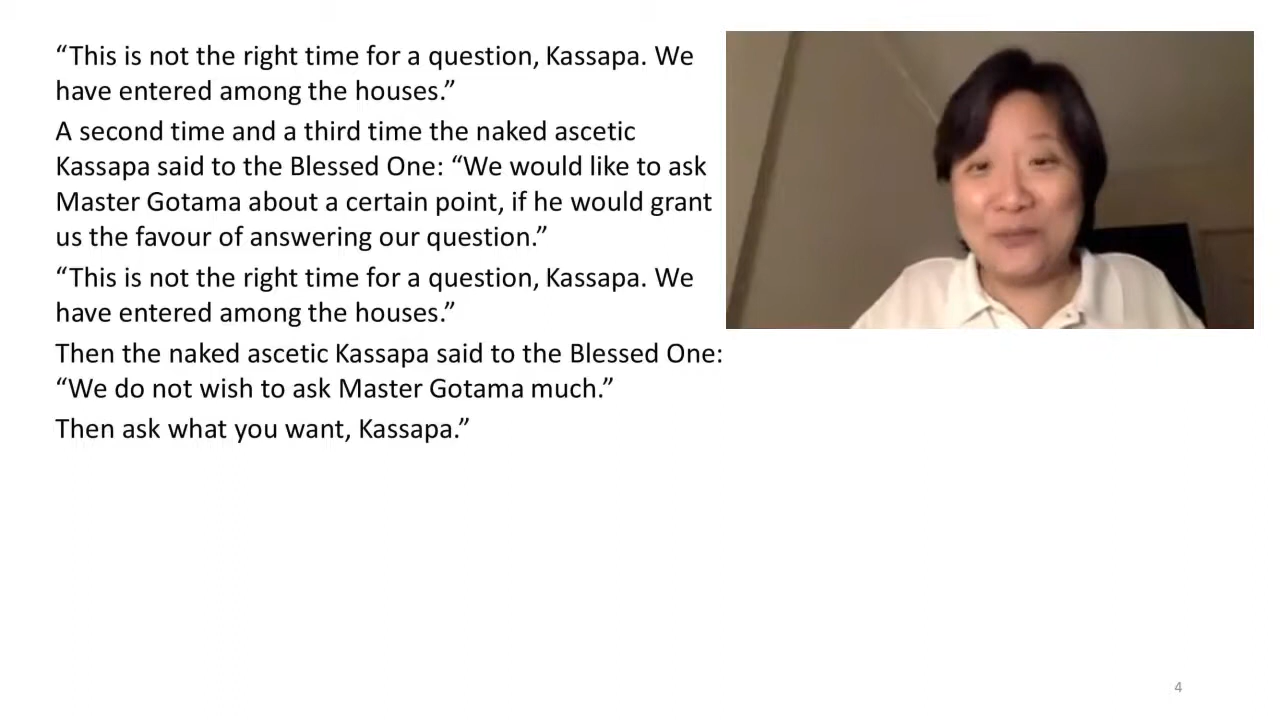 “This is not the right time for a question, Kassapa. We
have entered among the houses.”
A second time and a third time the naked ascetic
Kassapa said to the Blessed One: “We would like to ask
Master Gotama about a certain point, if he would grant
us the favour of answering our question.”
“This is not the right time for a question, Kassapa. We
have entered among the houses.”
Then the naked ascetic Kassapa said to the Blessed One:
“We do not wish to ask Master Gotama much.”
Then ask what you want, Kassapa.”
4